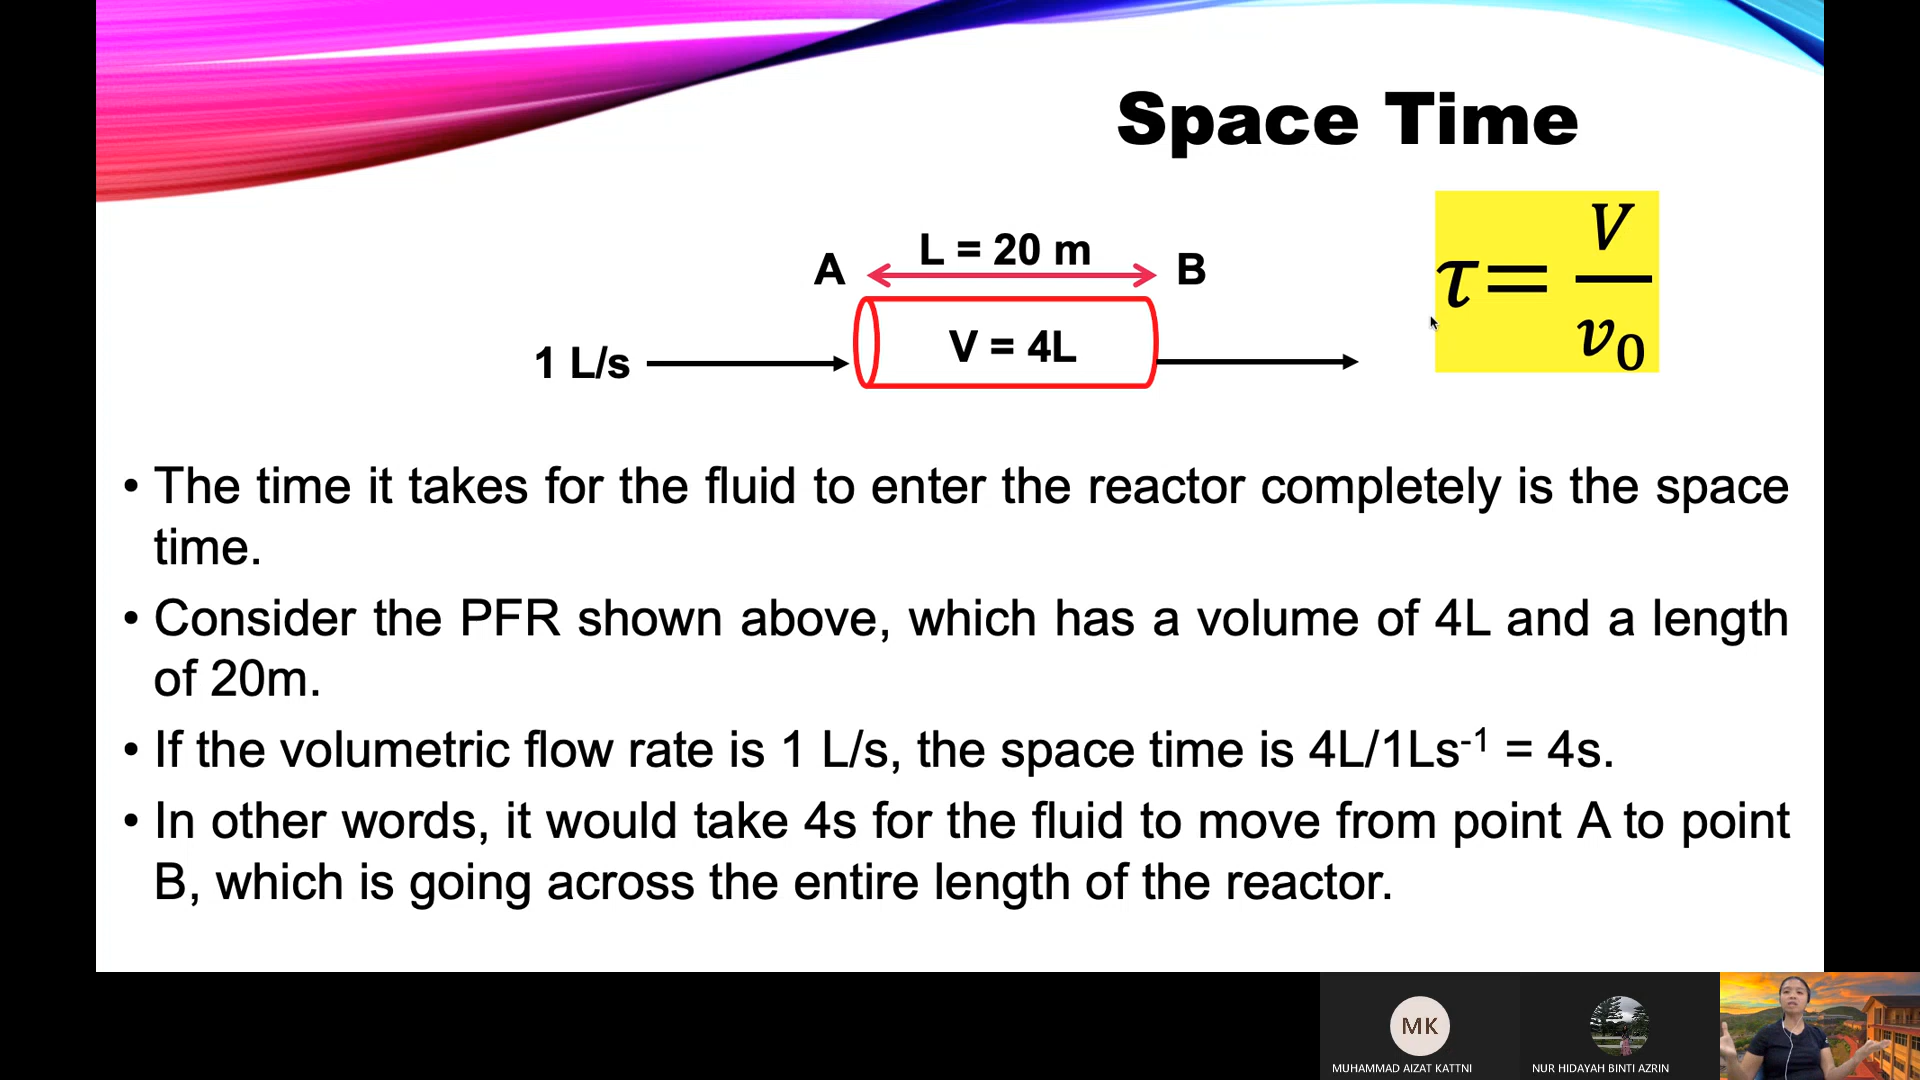 Space Time
A L = 20 m B
τ= V/v₀
1 L/s V = 4L
• The time it takes for the fluid to enter the reactor completely is the space
time.
• Consider the PFR shown above, which has a volume of 4L and a length
of 20m.
• If the volumetric flow rate is 1 L/s, the space time is 4L/1Ls⁻¹ = 4s.
• In other words, it would take 4s for the fluid to move from point A to point
B, which is going across the entire length of the reactor.
MK
MUHAMMAD AIZAT KATTNI
NUR HIDAYAH BINTI AZRIN